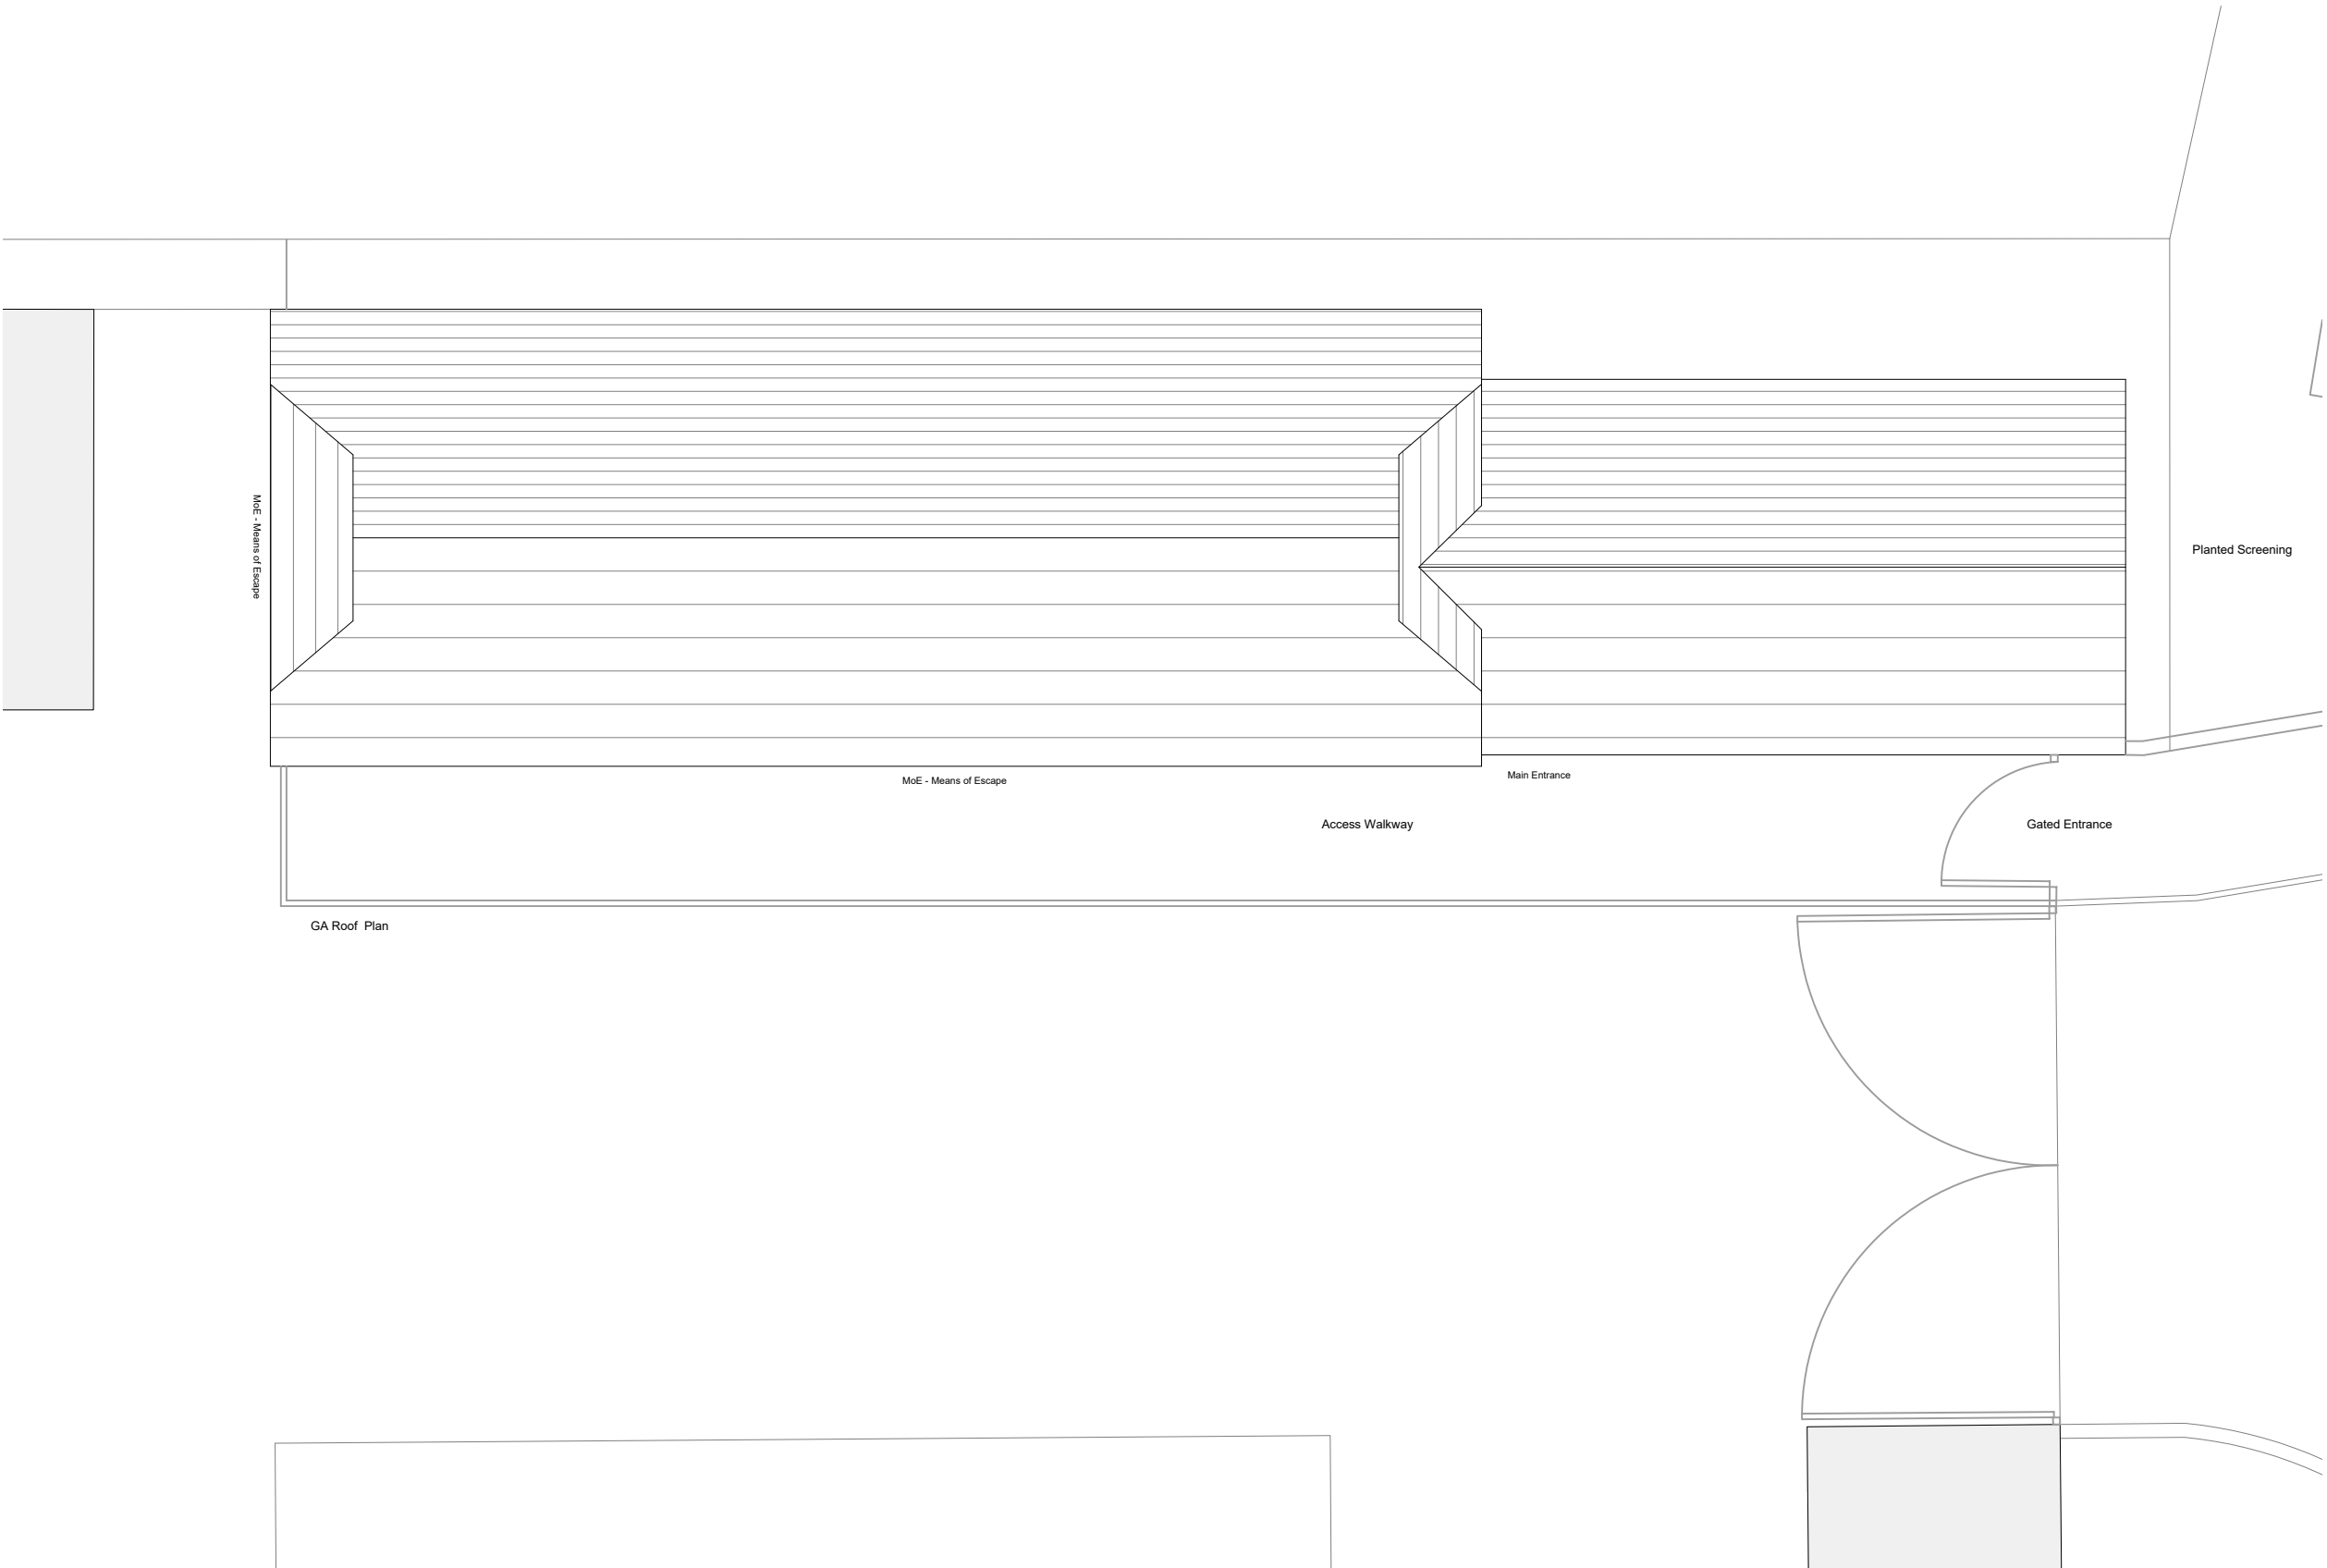 MoE - Means of Escape
Planted Screening
MoE - Means of Escape
Main Entrance
Access Walkway
Gated Entrance
GA Roof  Plan